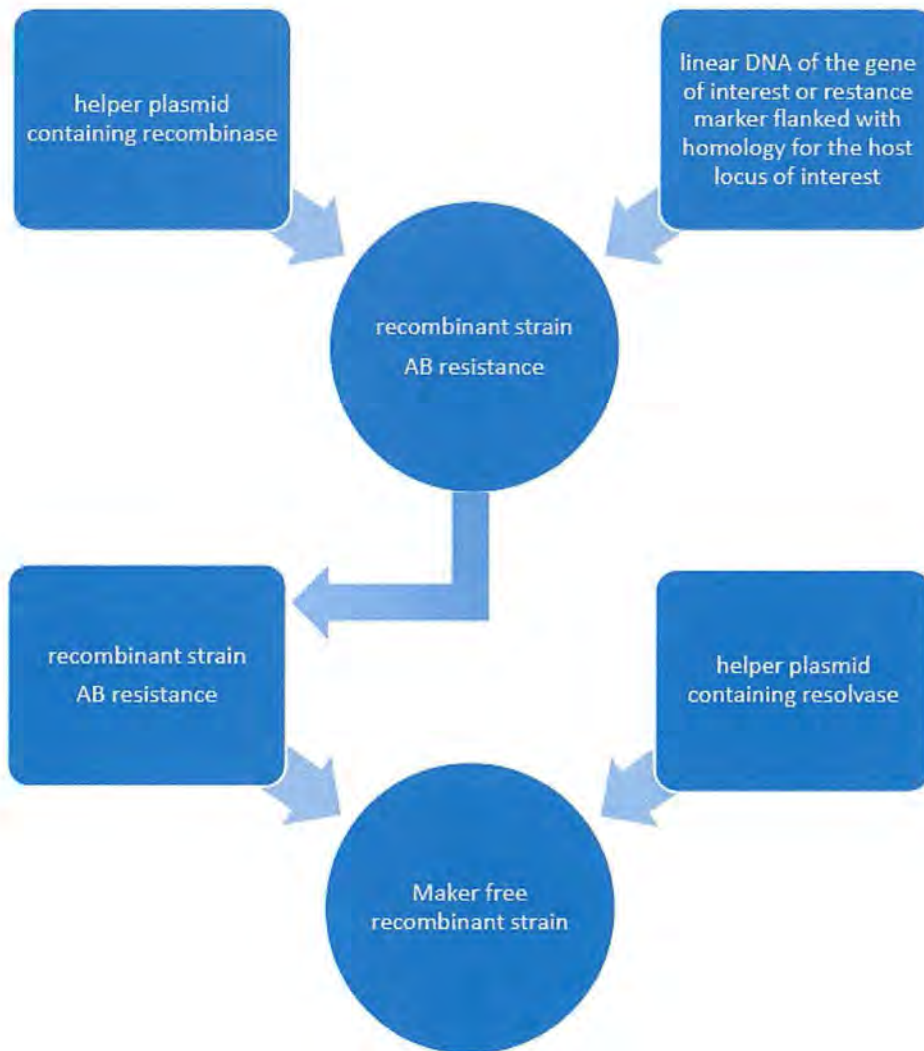 helper plasmid
containing recombinase
linear DNA of the gene
of interest or restance
marker flanked with
homology for the host
locus of interest
recombinant strain
AB resistance
recombinant strain
AB resistance
helper plasmid
containing resolvase
Maker free
recombinant strain